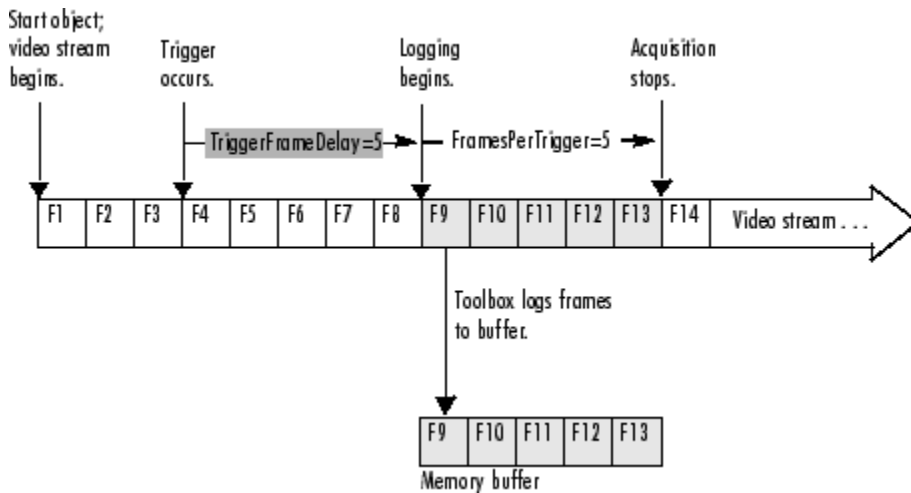 Start object;
video stream
begins.
Trigger
occurs.
Logging
begins.
Acquisition
stops.
TriggerFrameDelay=5
FramesPerTrigger=5
F1 F2 F3 F4 F5 F6 F7 F8 F9 F10 F11 F12 F13 F14 Video stream . . .
Toolbox logs frames
to buffer.
F9 F10 F11 F12 F13
Memory buffer